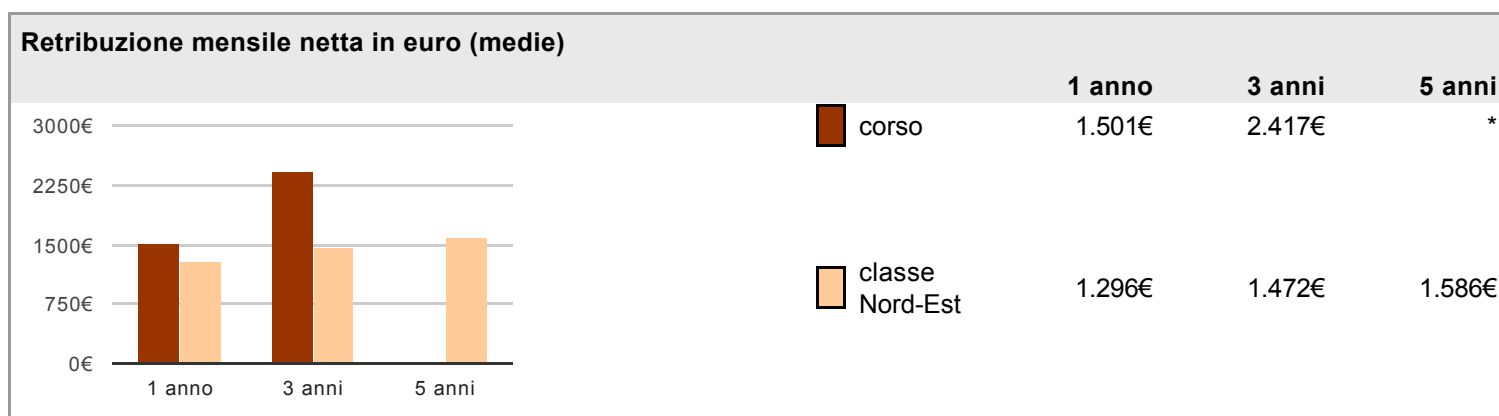 Retribuzione mensile netta in euro (medie)
1 anno 3 anni 5 anni
3000€
2250€
1500€
750€
0€
1 anno 3 anni 5 anni
corso 1.501€ 2.417€ *
classe
Nord-Est 1.296€ 1.472€ 1.586€